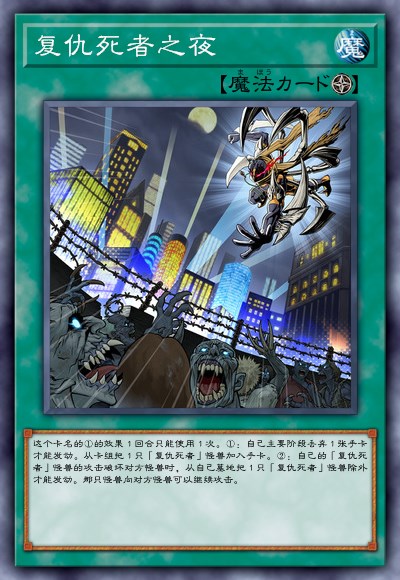 复仇死者之夜
魔
【魔法カード】
まほう
这个卡名的①的效果1回合只能使用1次。①：自己主要阶段丢弃1张手卡
才能发动。从卡组把1只「复仇死者」怪兽加入手卡。②：自己的「复仇死
者」怪兽的攻击破坏对方怪兽时，从自己墓地把1只「复仇死者」怪兽除外
才能发动。那只怪兽向对方怪兽可以继续攻击。